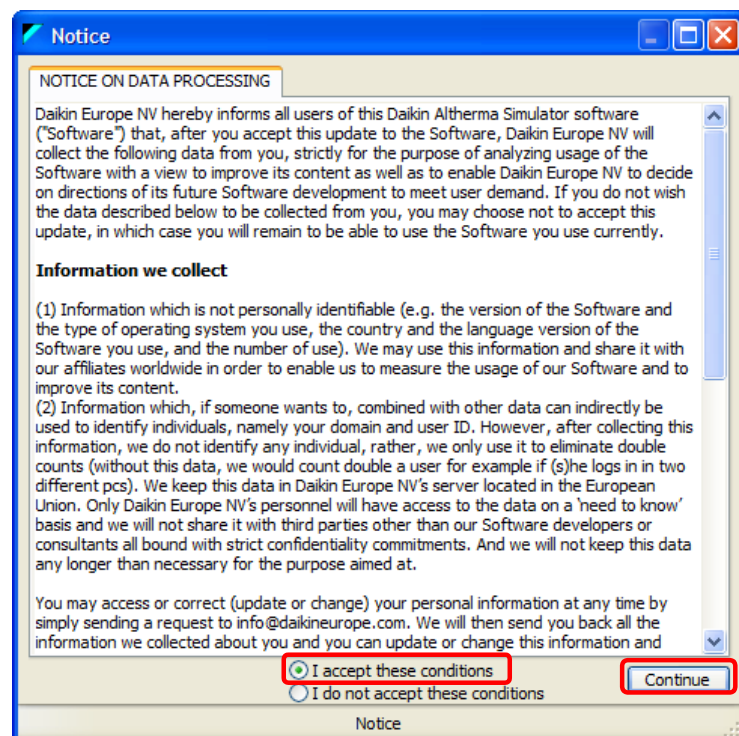 Notice
NOTICE ON DATA PROCESSING
Daikin Europe NV hereby informs all users of this Daikin Altherma Simulator software
("Software") that, after you accept this update to the Software, Daikin Europe NV will
collect the following data from you, strictly for the purpose of analyzing usage of the
Software with a view to improve its content as well as to enable Daikin Europe NV to decide
on directions of its future Software development to meet user demand. If you do not wish
the data described below to be collected from you, you may choose not to accept this
update, in which case you will remain to be able to use the Software you use currently.
Information we collect
(1) Information which is not personally identifiable (e.g. the version of the Software and
the type of operating system you use, the country and the language version of the
Software you use, and the number of use). We may use this information and share it with
our affiliates worldwide in order to enable us to measure the usage of our Software and to
improve its content.
(2) Information which, if someone wants to, combined with other data can indirectly be
used to identify individuals, namely your domain and user ID. However, after collecting this
information, we do not identify any individual, rather, we only use it to eliminate double
counts (without this data, we would count double a user for example if (s)he logs in in two
different pcs). We keep this data in Daikin Europe NV's server located in the European
Union. Only Daikin Europe NV's personnel will have access to the data on a 'need to know'
basis and we will not share it with third parties other than our Software developers or
consultants all bound with strict confidentiality commitments. And we will not keep this data
any longer than necessary for the purpose aimed at.
You may access or correct (update or change) your personal information at any time by
simply sending a request to info@daikineurope.com. We will then send you back all the
information we collected about you and you can update or change this information and
I accept these conditions
Continue
I do not accept these conditions
Notice